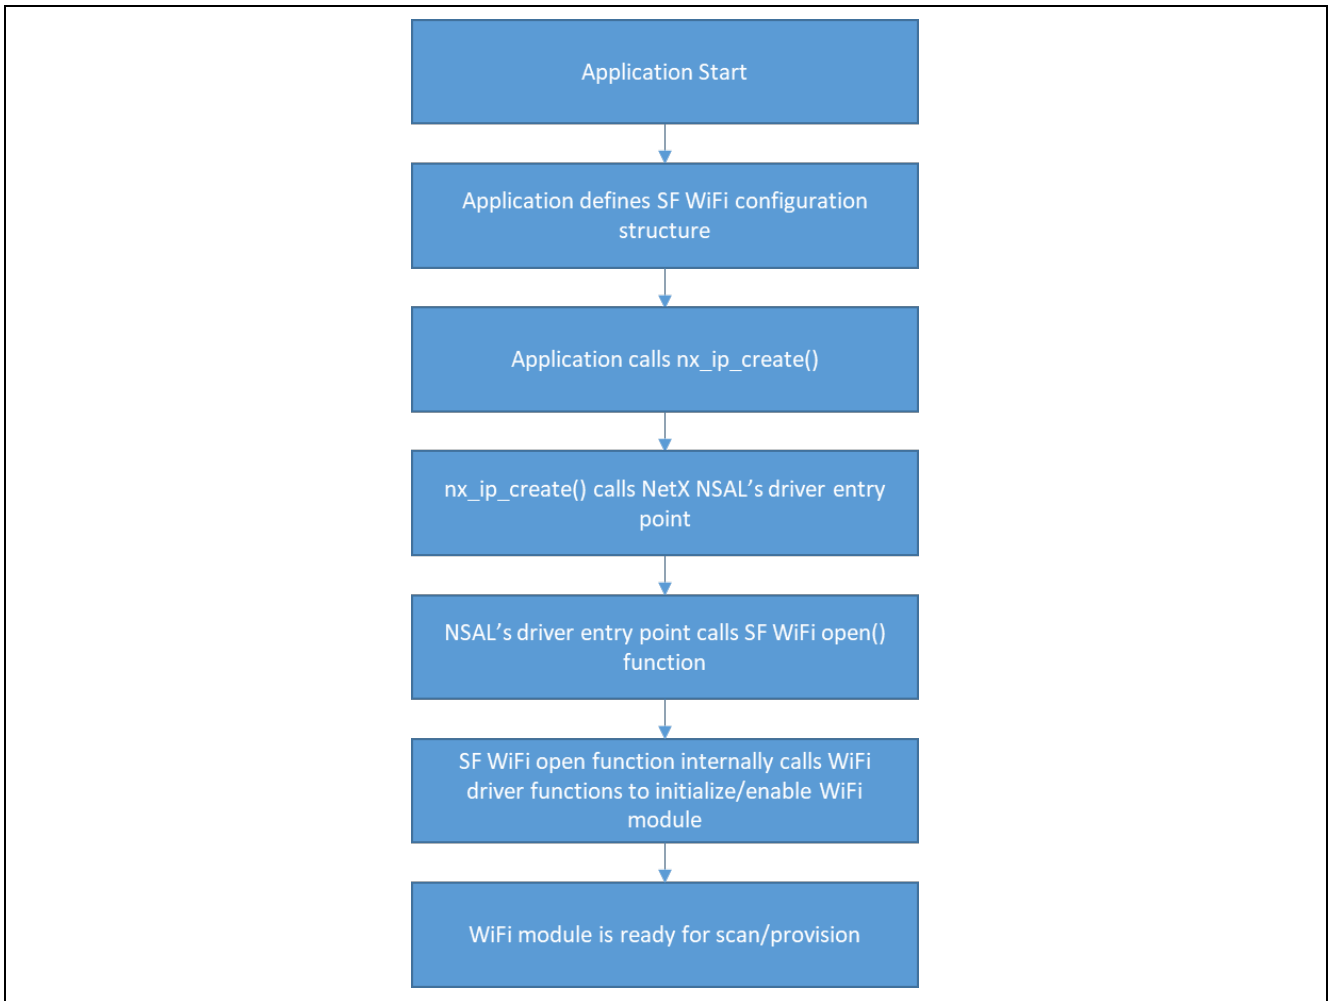 Application Start
Application defines SF WiFi configuration
structure
Application calls nx_ip_create()
nx_ip_create() calls NetX NSAL’s driver entry
point
NSAL’s driver entry point calls SF WiFi open()
function
SF WiFi open function internally calls WiFi
driver functions to initialize/enable WiFi
module
WiFi module is ready for scan/provision